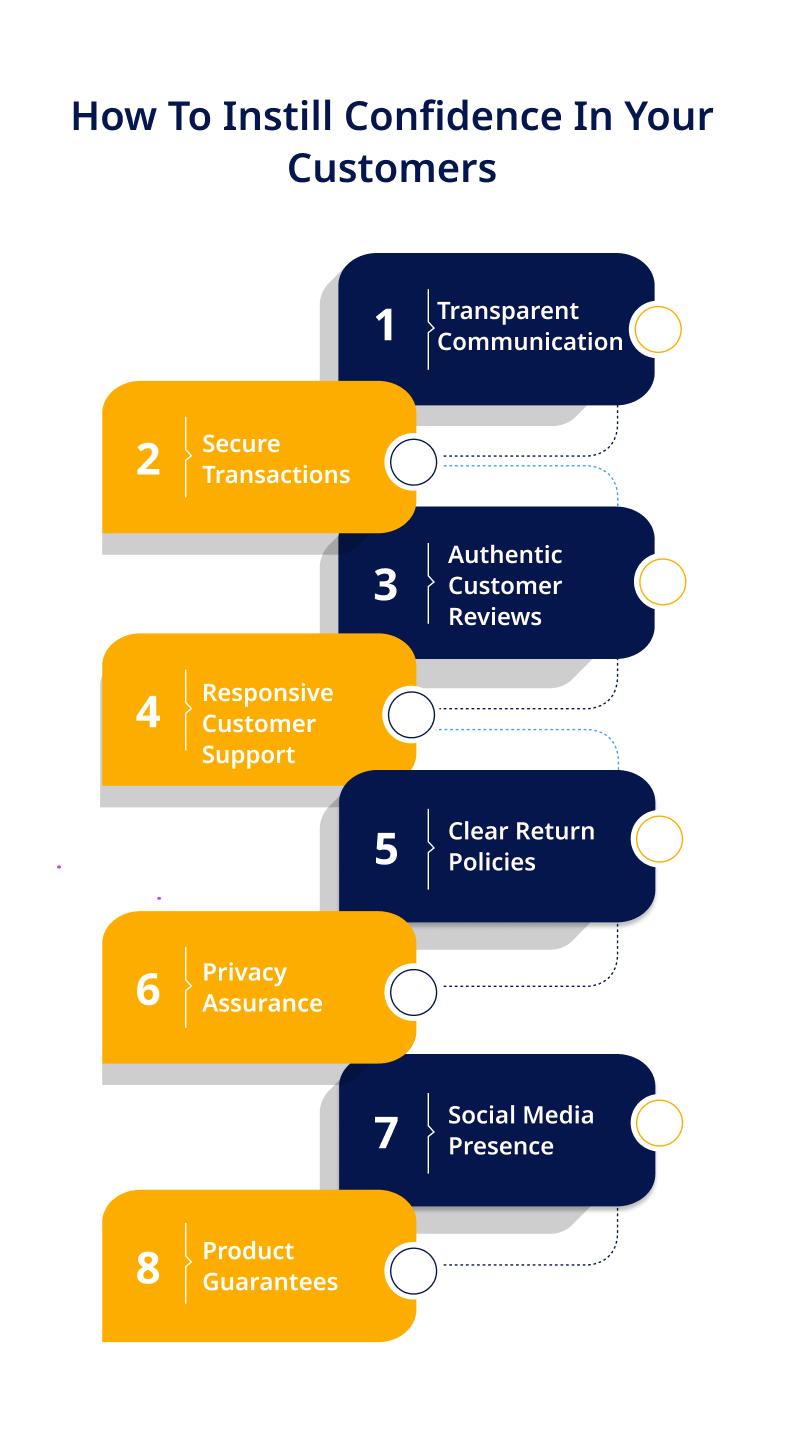 How To Instill Confidence In Your
Customers
1
Transparent
Communication
2
Secure
Transactions
3
Authentic
Customer
Reviews
4
Responsive
Customer
Support
5
Clear Return
Policies
6
Privacy
Assurance
7
Social Media
Presence
8
Product
Guarantees